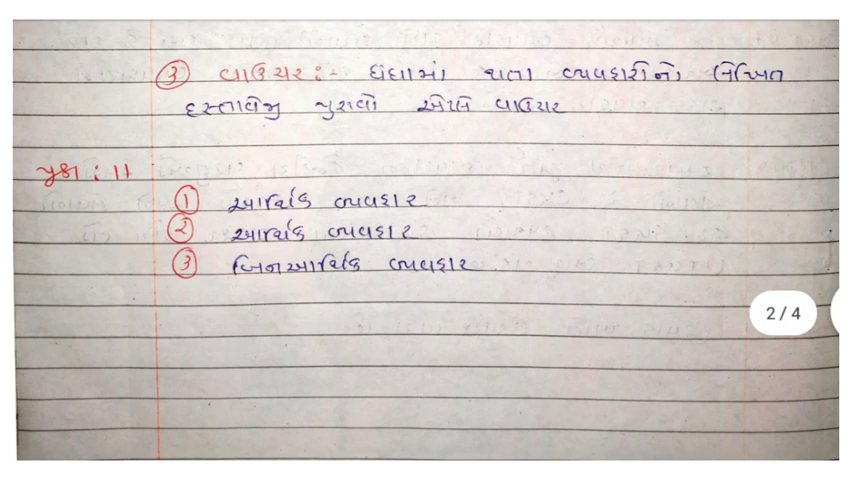 ③ વાઉચર :- ધંધામાં થતા વ્યવહારોનો લિખિત
દસ્તાવેજી પુરાવો એટલે વાઉચર
પ્રશ્ન : 11
① આર્થિક વ્યવહાર
② આર્થિક વ્યવહાર
③ બિનઆર્થિક વ્યવહાર
2 / 4